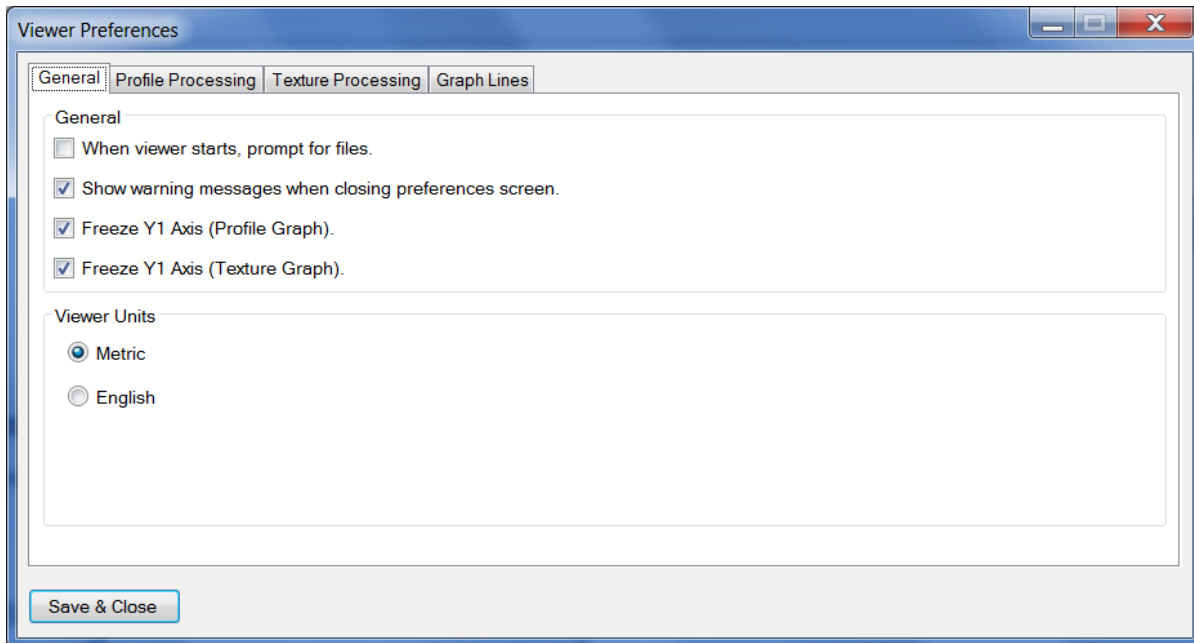 Viewer Preferences
General Profile Processing Texture Processing Graph Lines
General
When viewer starts, prompt for files.
Show warning messages when closing preferences screen.
Freeze Y1 Axis (Profile Graph).
Freeze Y1 Axis (Texture Graph).
Viewer Units
Metric
English
Save & Close